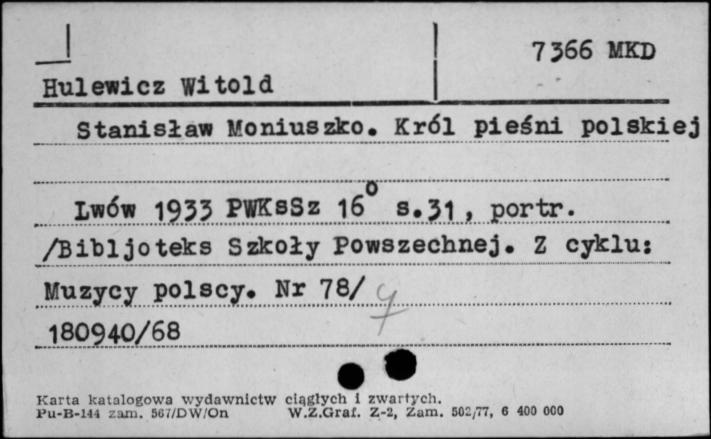 7366 MKD
Hulewicz Witold
Stanisław Moniuszko. Król pieśni polskiej
Lwów 1933 PWKsSz 16° s.31, portr.
/Bibljoteks Szkoły Powszechnej. Z cyklu:
Muzycy polscy. Nr 78/
180940/68
Karta katalogowa wydawnictw ciągłych i zwartych.
Pu-B-144 zam. 567/DW/On W.Z.Graf. Z-2, Zam. 502/77, 6 400 000